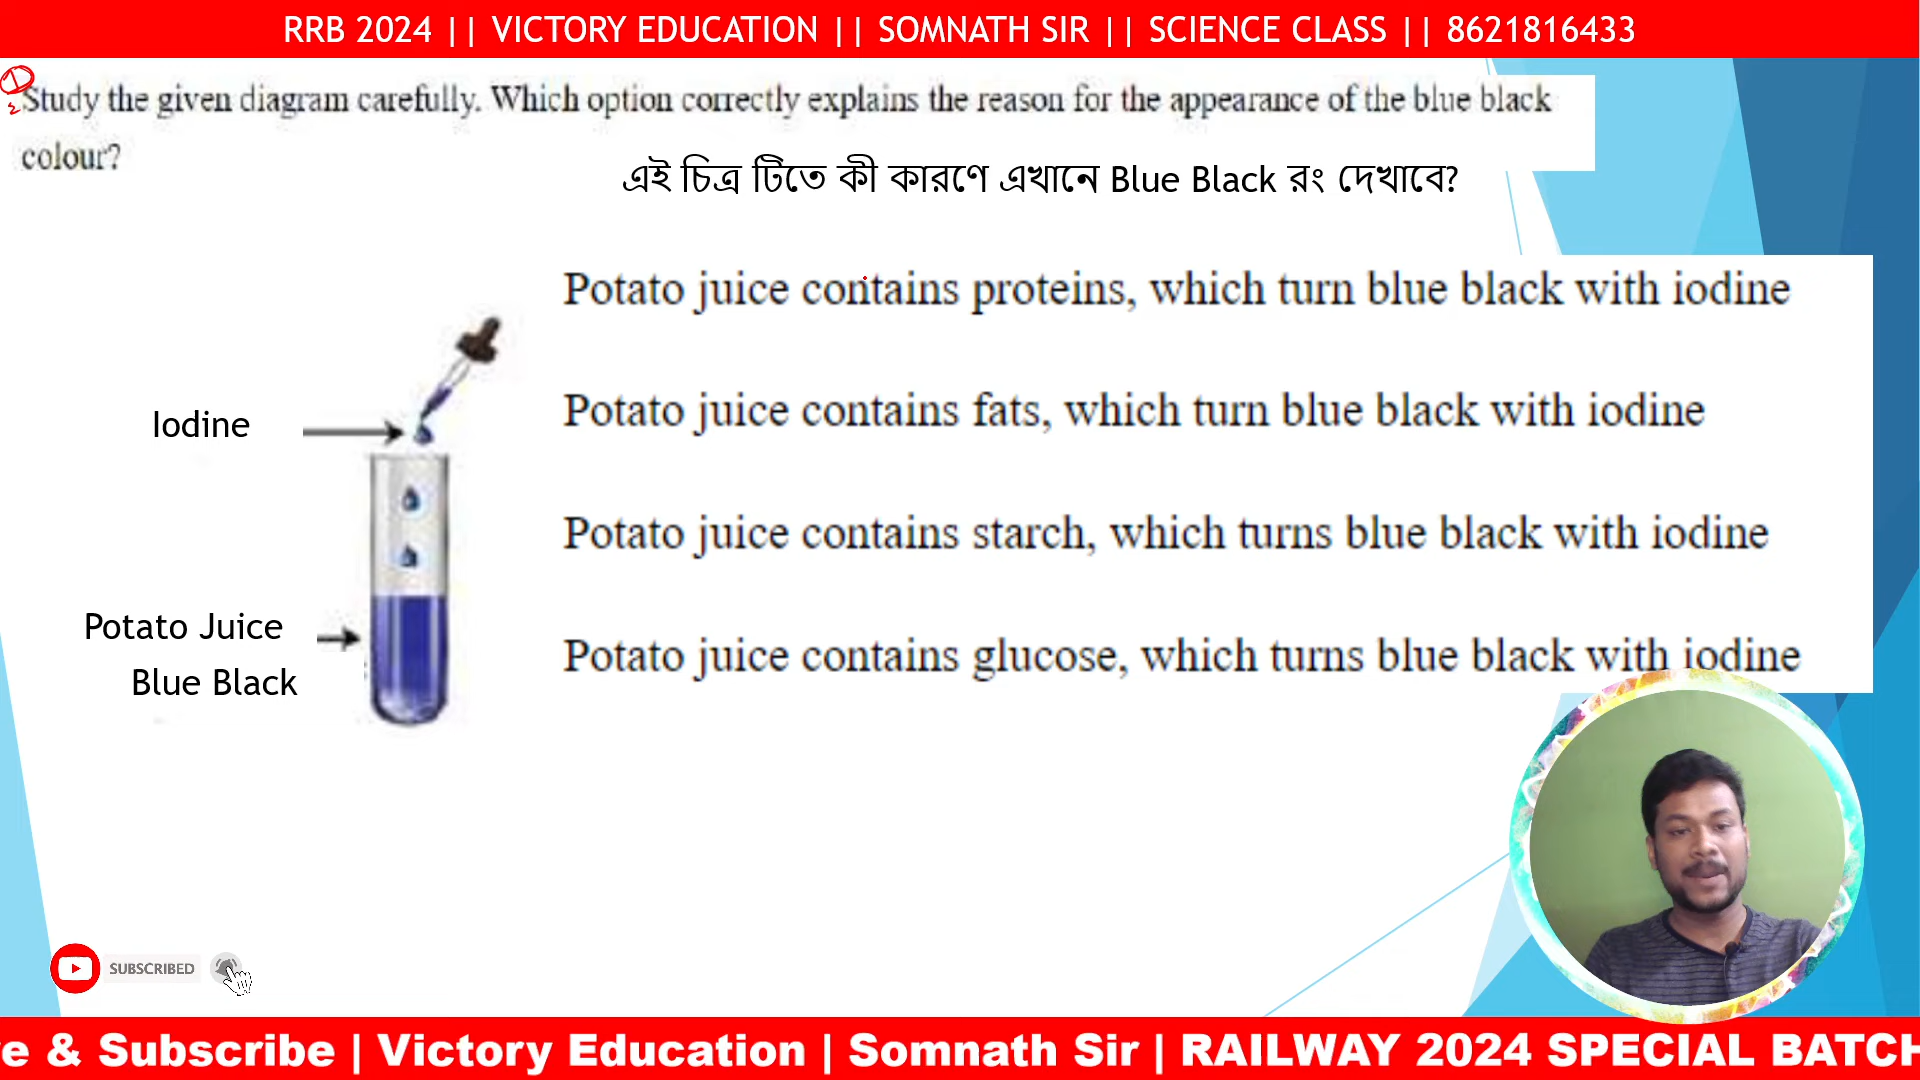 RRB 2024 || VICTORY EDUCATION || SOMNATH SIR || SCIENCE CLASS || 8621816433
Study the given diagram carefully. Which option correctly explains the reason for the appearance of the blue black
colour?
এই চিত্র টিতে কী কারণে এখানে Blue Black রং দেখাবে?
Potato juice contains proteins, which turn blue black with iodine
Potato juice contains fats, which turn blue black with iodine
Iodine
Potato juice contains starch, which turns blue black with iodine
Potato Juice
Blue Black
Potato juice contains glucose, which turns blue black with iodine
SUBSCRIBED
e & Subscribe | Victory Education | Somnath Sir | RAILWAY 2024 SPECIAL BATCH